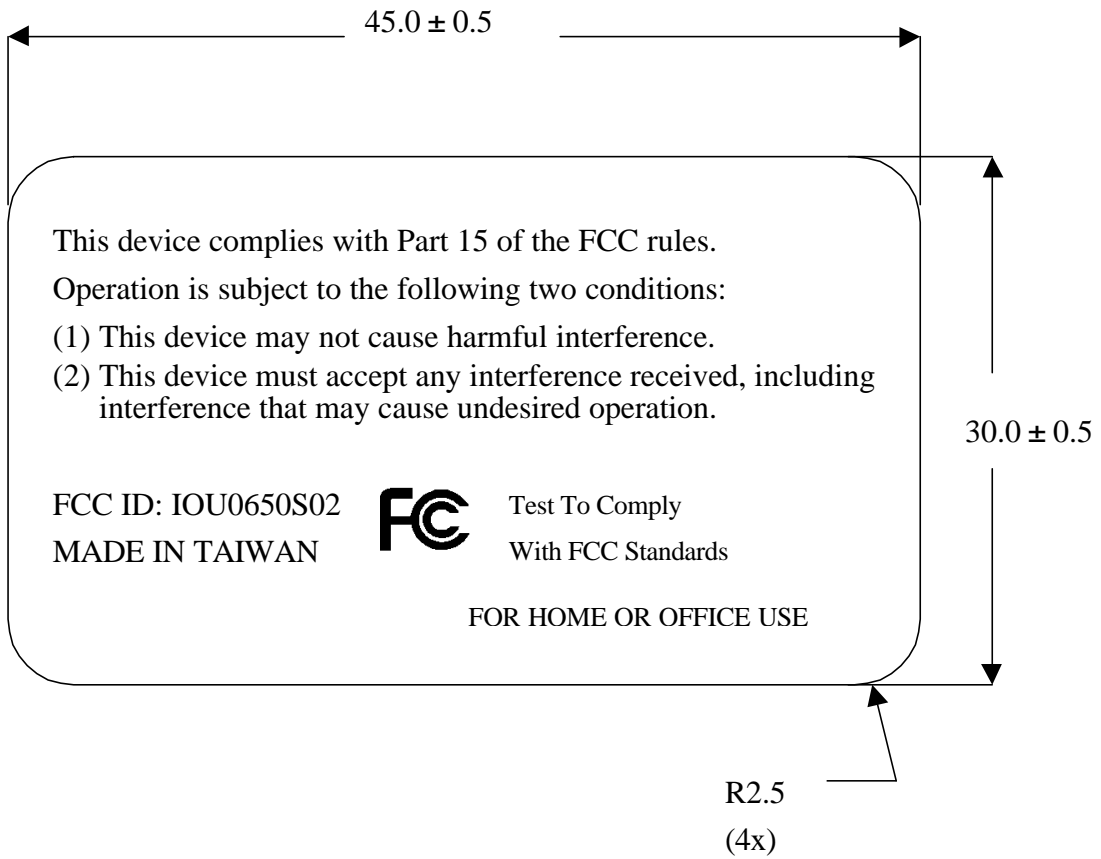 45.0 ± 0.5
This device complies with Part 15 of the FCC rules.
Operation is subject to the following two conditions:
(1) This device may not cause harmful interference.
(2) This device must accept any interference received, including
interference that may cause undesired operation.
30.0 ± 0.5
FCC ID: IOU0650S02
MADE IN TAIWAN
FC
Test To Comply
With FCC Standards
FOR HOME OR OFFICE USE
R2.5
(4x)